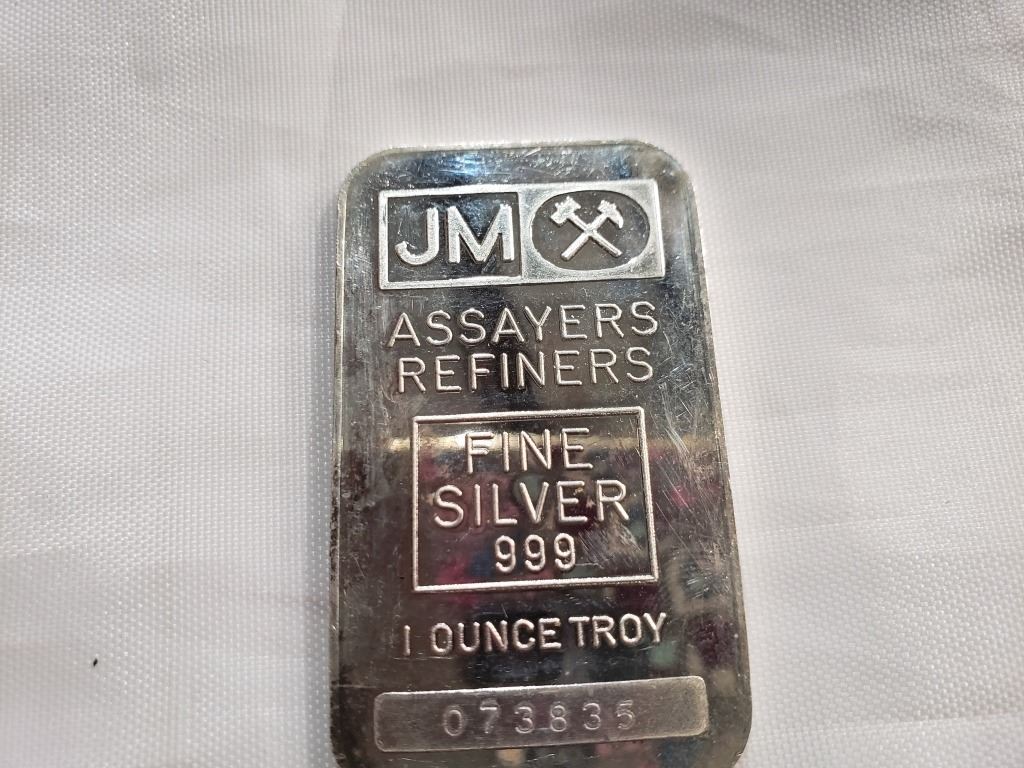 JM
ASSAYERS
REFINERS
FINE
SILVER
999
1 OUNCE TROY
073835